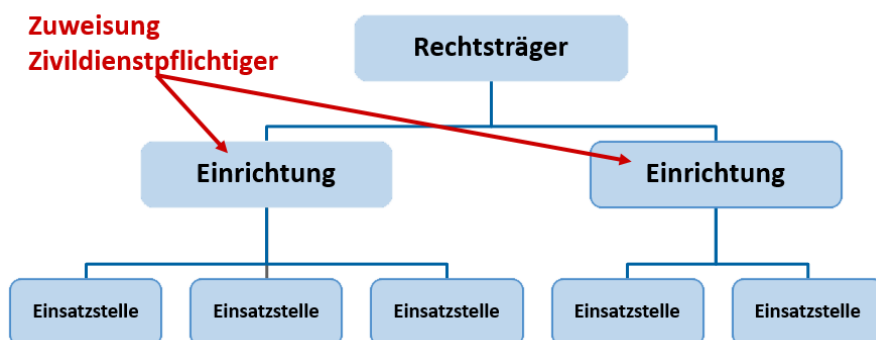 Zuweisung
Zivildienstpflichtiger
Rechtsträger
Einrichtung
Einrichtung
Einsatzstelle
Einsatzstelle
Einsatzstelle
Einsatzstelle
Einsatzstelle